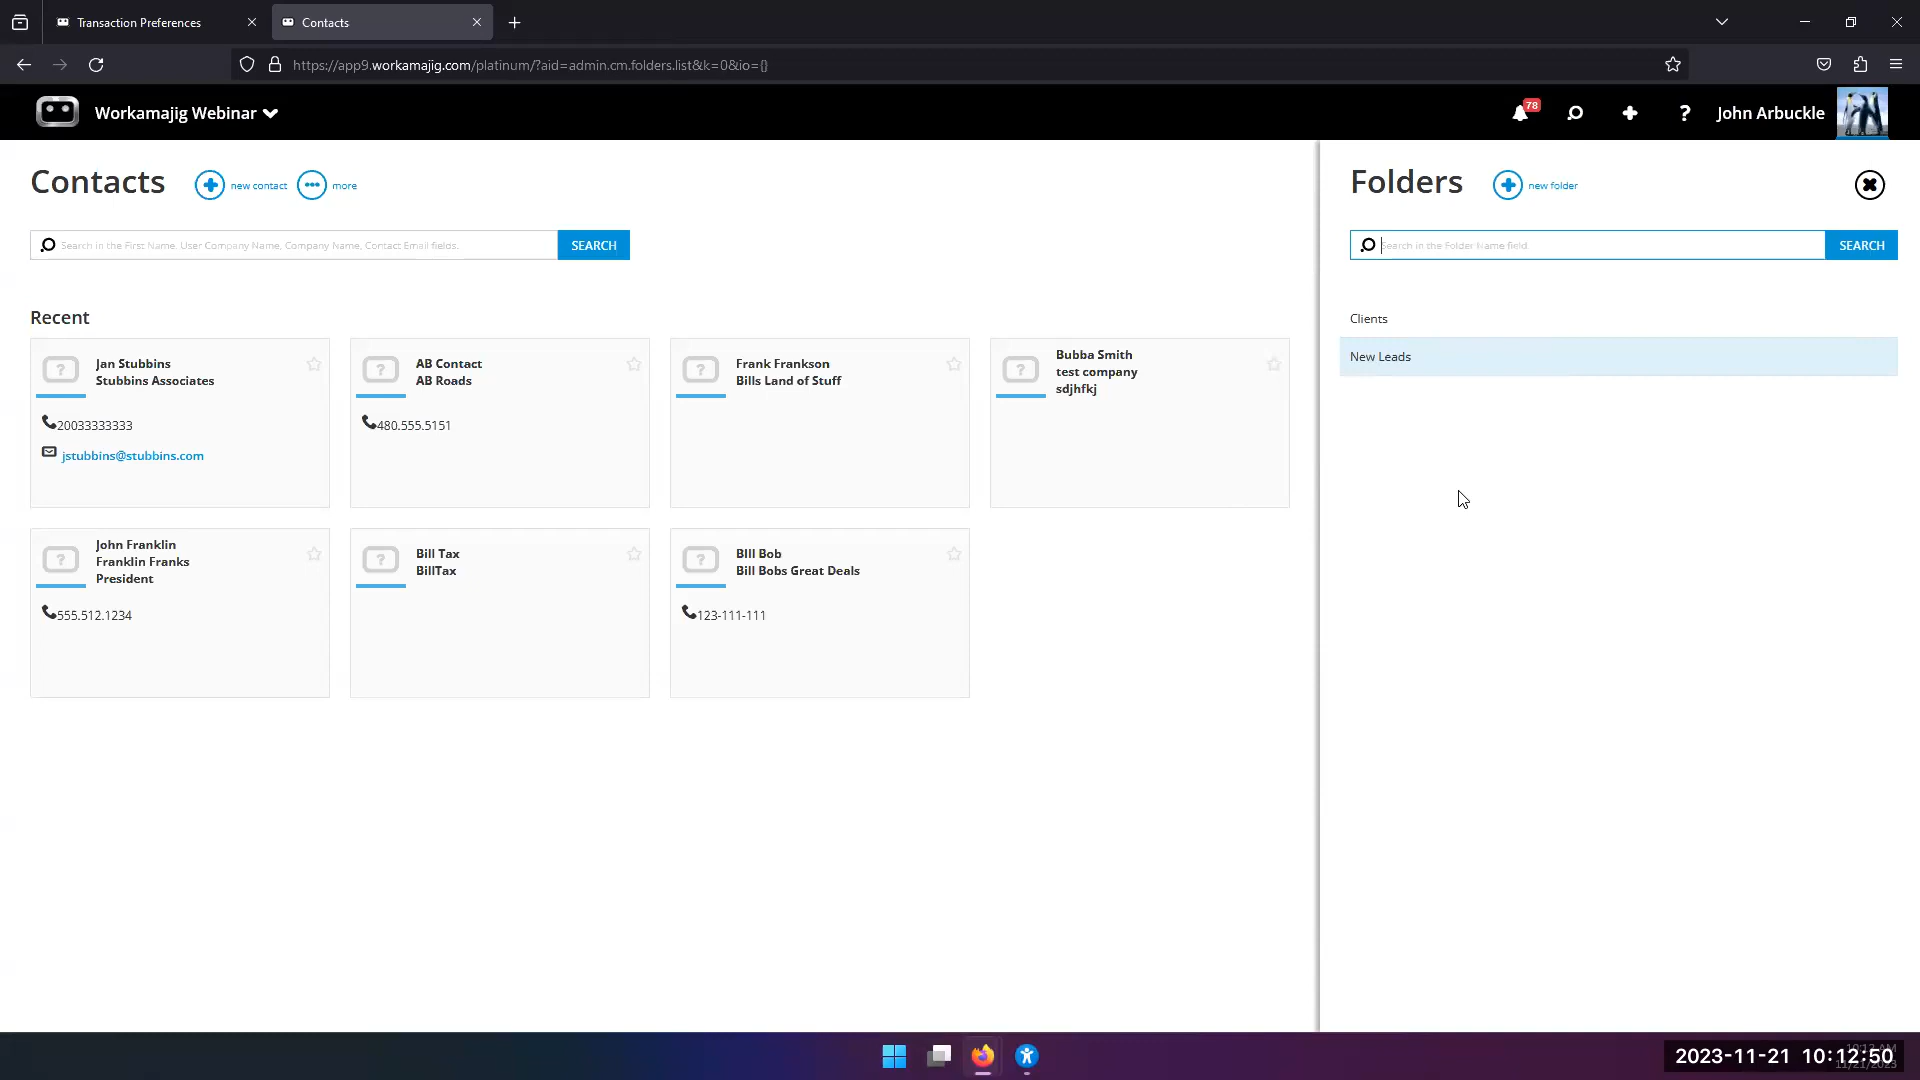 Transaction Preferences
Contacts
https://app9.workamajig.com/platinum/?aid=admin.cm.folders.list&k=0&io={}
Workamajig Webinar
78
?
John Arbuckle
Contacts
new contact
more
Search in the First Name, User Company Name, Company Name, Contact Email fields.
SEARCH
Recent
Jan Stubbins
Stubbins Associates
20033333333
jstubbins@stubbins.com
AB Contact
AB Roads
480.555.5151
Frank Frankson
Bills Land of Stuff
Bubba Smith
test company
sdjhfkj
John Franklin
Franklin Franks
President
555.512.1234
Bill Tax
BillTax
BIll Bob
Bill Bobs Great Deals
123-111-111
Folders
new folder
Search in the Folder Name field.
SEARCH
Clients
New Leads
2023-11-21 10:12:50